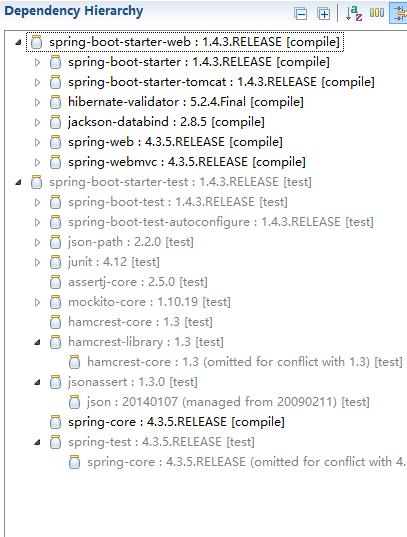 Dependency Hierarchy
spring-boot-starter-web : 1.4.3.RELEASE [compile]
spring-boot-starter : 1.4.3.RELEASE [compile]
spring-boot-starter-tomcat : 1.4.3.RELEASE [compile]
hibernate-validator : 5.2.4.Final [compile]
jackson-databind : 2.8.5 [compile]
spring-web : 4.3.5.RELEASE [compile]
spring-webmvc : 4.3.5.RELEASE [compile]
spring-boot-starter-test : 1.4.3.RELEASE [test]
spring-boot-test : 1.4.3.RELEASE [test]
spring-boot-test-autoconfigure : 1.4.3.RELEASE [test]
json-path : 2.2.0 [test]
junit : 4.12 [test]
assertj-core : 2.5.0 [test]
mockito-core : 1.10.19 [test]
hamcrest-core : 1.3 [test]
hamcrest-library : 1.3 [test]
hamcrest-core : 1.3 (omitted for conflict with 1.3) [test]
jsonassert : 1.3.0 [test]
json : 20140107 (managed from 20090211) [test]
spring-core : 4.3.5.RELEASE [compile]
spring-test : 4.3.5.RELEASE [test]
spring-core : 4.3.5.RELEASE (omitted for conflict with 4.